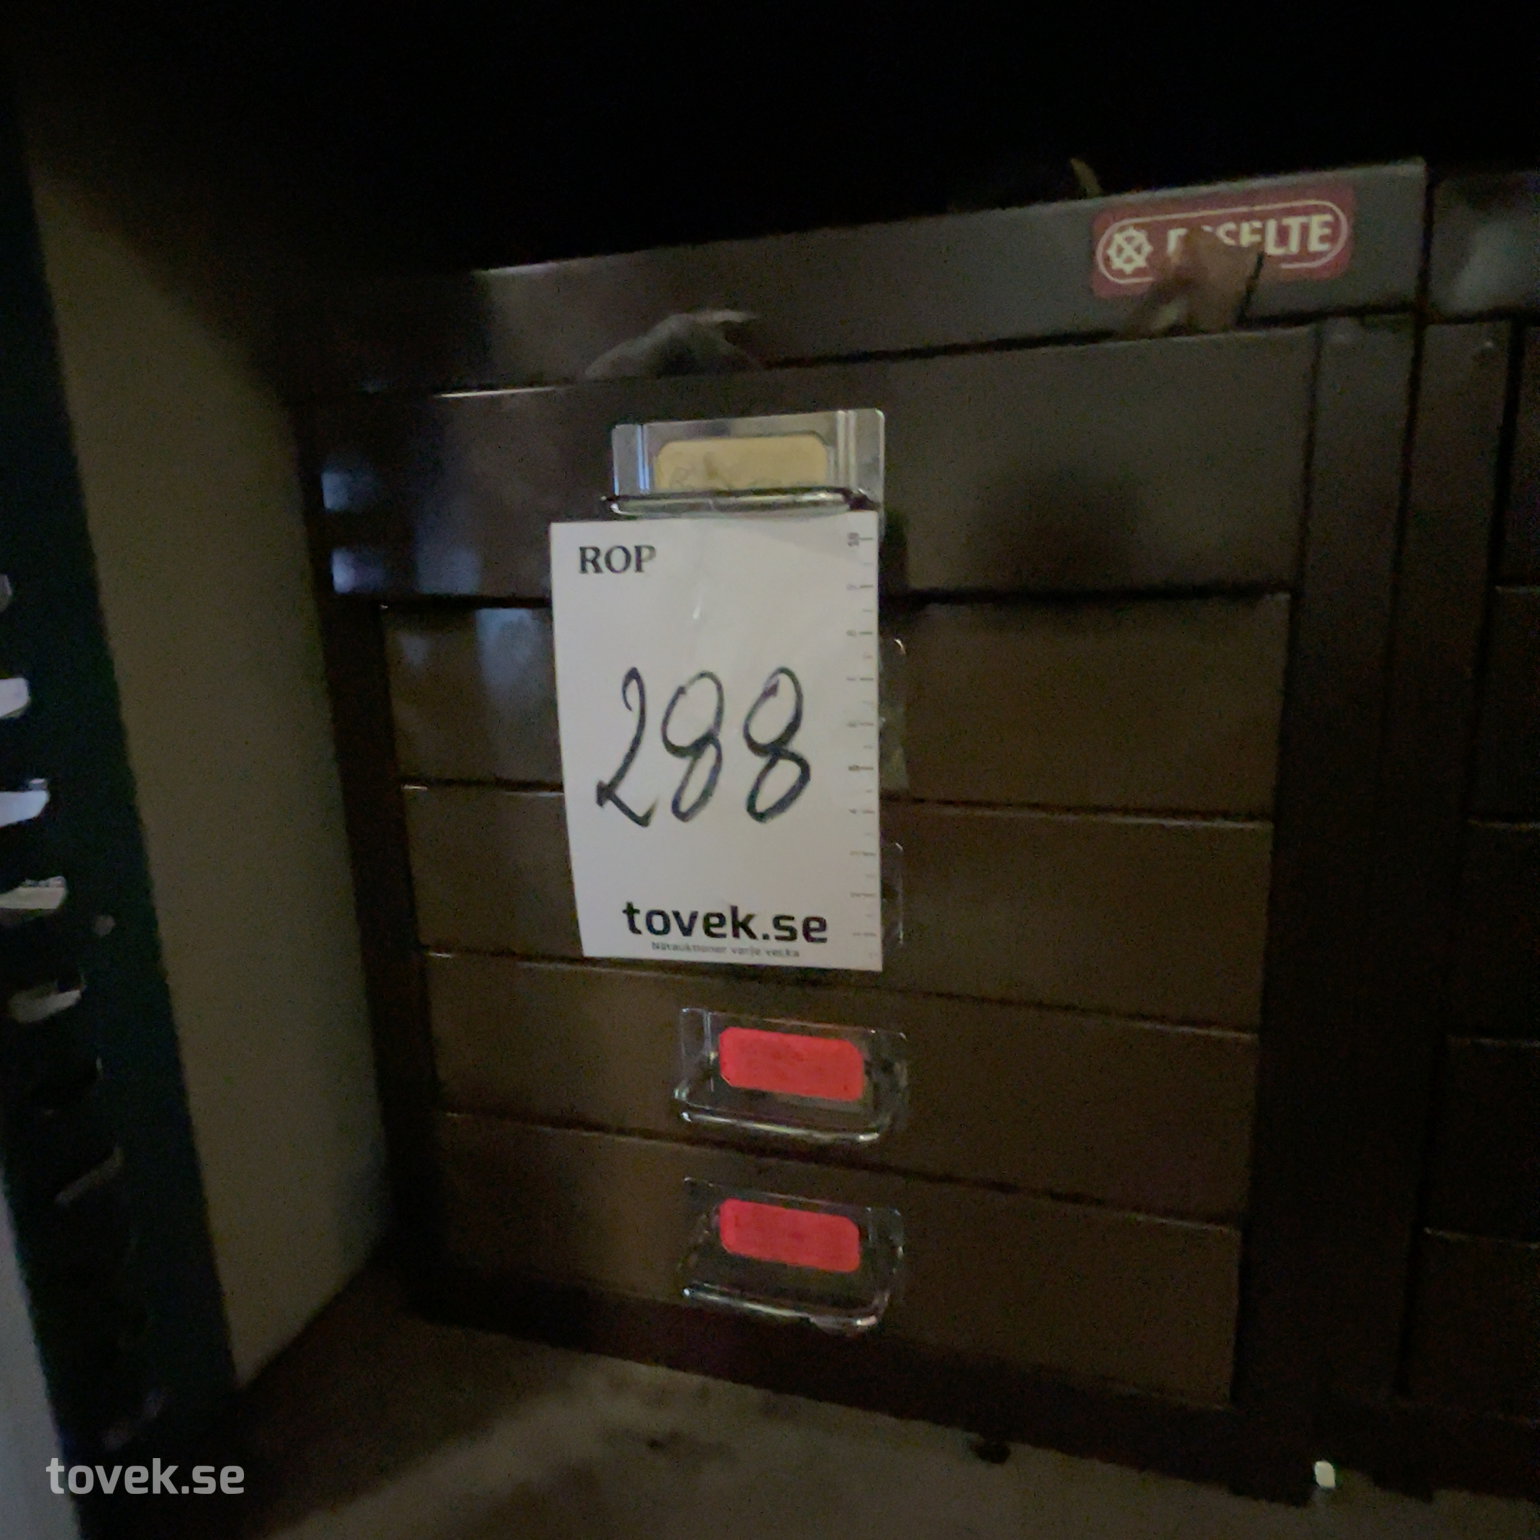 ROP
288
tovek.se
Nätauktioner varje vecka
tovek.se